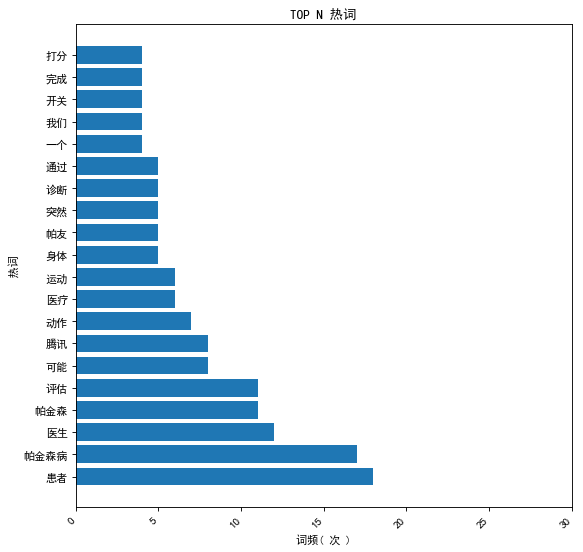 TOP N 热词
热词
打分
完成
开关
我们
一个
通过
诊断
突然
帕友
身体
运动
医疗
动作
腾讯
可能
评估
帕金森
医生
帕金森病
患者
0 5 10 15 20 25 30
词频( 次 )